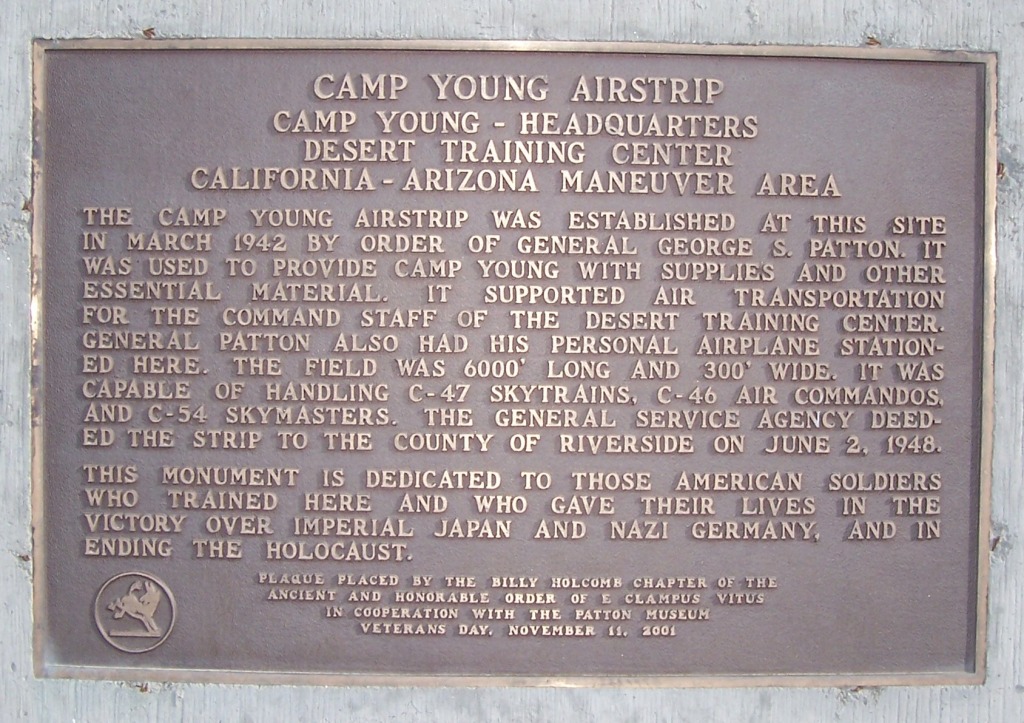 CAMP YOUNG AIRSTRIP
CAMP YOUNG - HEADQUARTERS
DESERT TRAINING CENTER
CALIFORNIA - ARIZONA MANEUVER AREA
THE CAMP YOUNG AIRSTRIP WAS ESTABLISHED AT THIS SITE
IN MARCH 1942 BY ORDER OF GENERAL GEORGE S. PATTON. IT
WAS USED TO PROVIDE CAMP YOUNG WITH SUPPLIES AND OTHER
ESSENTIAL MATERIAL. IT SUPPORTED AIR TRANSPORTATION
FOR THE COMMAND STAFF OF THE DESERT TRAINING CENTER.
GENERAL PATTON ALSO HAD HIS PERSONAL AIRPLANE STATION-
ED HERE. THE FIELD WAS 6000' LONG AND 300' WIDE. IT WAS
CAPABLE OF HANDLING C-47 SKYTRAINS, C-46 AIR COMMANDOS,
AND C-54 SKYMASTERS. THE GENERAL SERVICE AGENCY DEED-
ED THE STRIP TO THE COUNTY OF RIVERSIDE ON JUNE 2, 1948.
THIS MONUMENT IS DEDICATED TO THOSE AMERICAN SOLDIERS
WHO TRAINED HERE AND WHO GAVE THEIR LIVES IN THE
VICTORY OVER IMPERIAL JAPAN AND NAZI GERMANY, AND IN
ENDING THE HOLOCAUST.
PLAQUE PLACED BY THE BILLY HOLCOMB CHAPTER OF THE
ANCIENT AND HONORABLE ORDER OF E CLAMPUS VITUS
IN COOPERATION WITH THE PATTON MUSEUM
VETERANS DAY, NOVEMBER 11, 2001